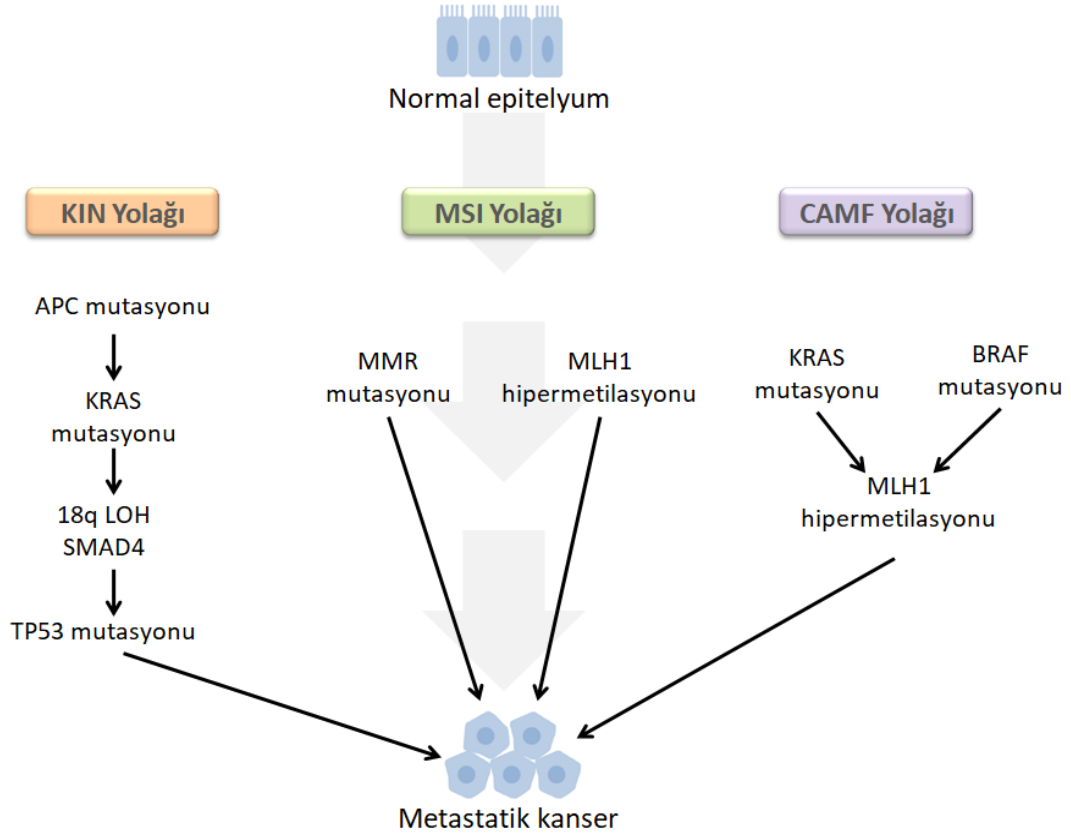 Normal epitelyum
KIN Yolağı
MSI Yolağı
CAMF Yolağı
APC mutasyonu
KRAS
mutasyonu
18q LOH
SMAD4
TP53 mutasyonu
MMR
mutasyonu
MLH1
hipermetilasyonu
KRAS
mutasyonu
BRAF
mutasyonu
MLH1
hipermetilasyonu
Metastatik kanser